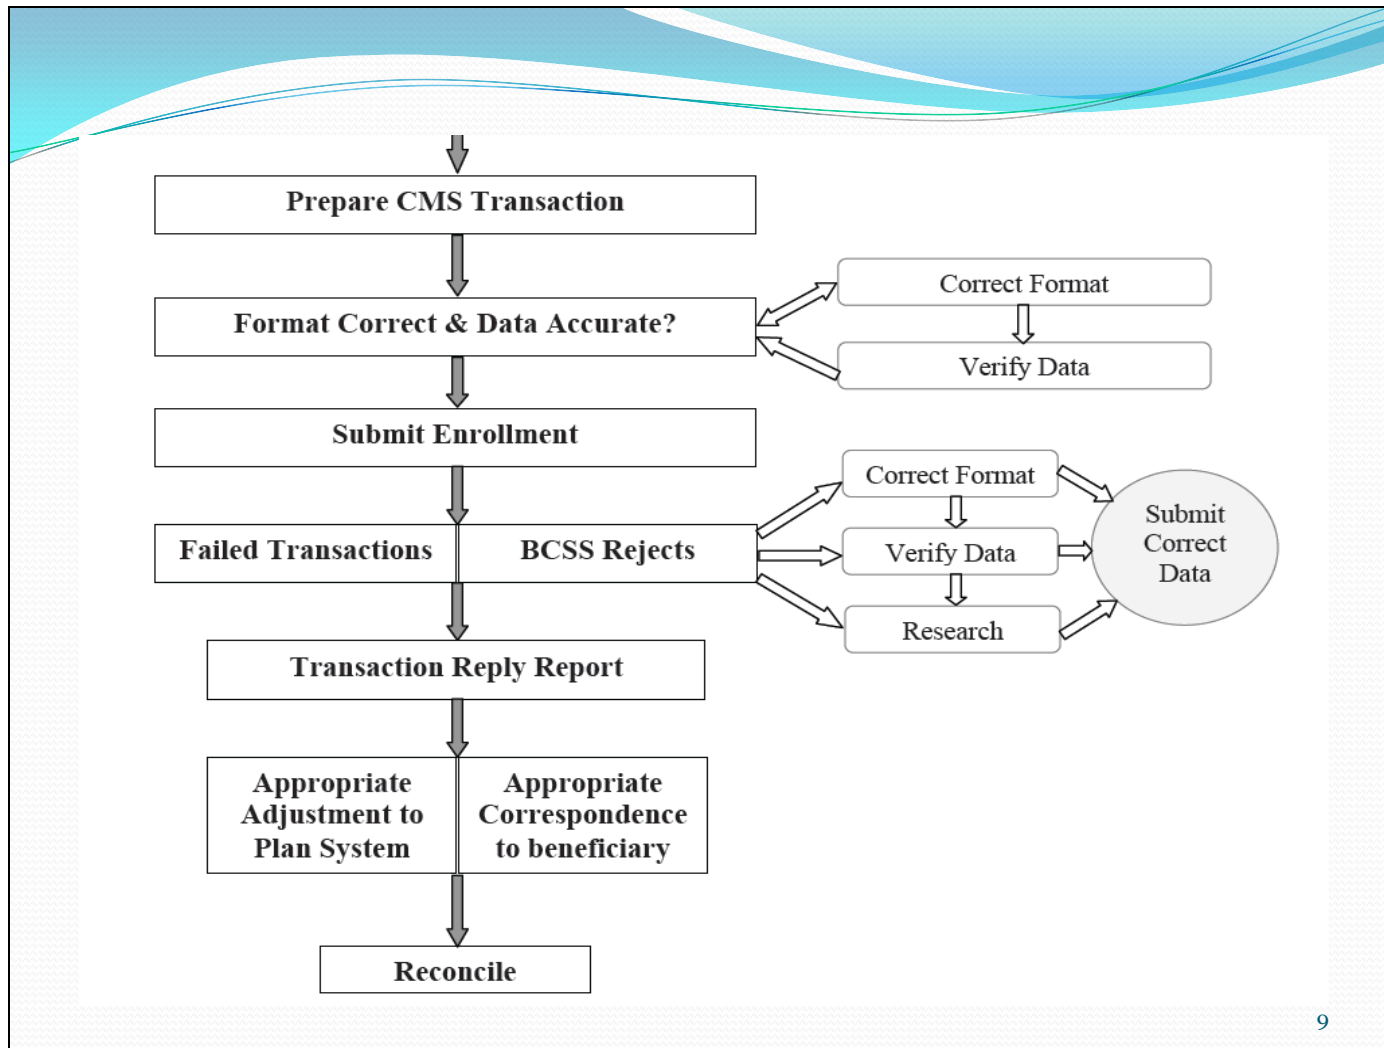 Prepare CMS Transaction
Format Correct & Data Accurate?
Correct Format
Verify Data
Submit Enrollment
Failed Transactions
BCSS Rejects
Correct Format
Verify Data
Research
Submit
Correct
Data
Transaction Reply Report
Appropriate
Adjustment to
Plan System
Appropriate
Correspondence
to beneficiary
Reconcile
9